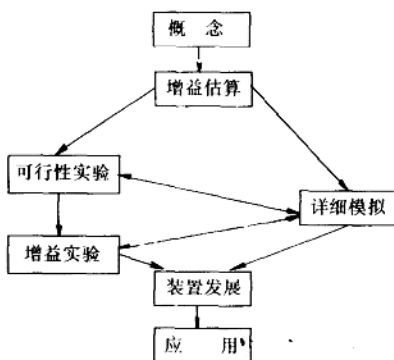 概 念
增益估算
可行性实验
详细模拟
增益实验
装置发展
应 用